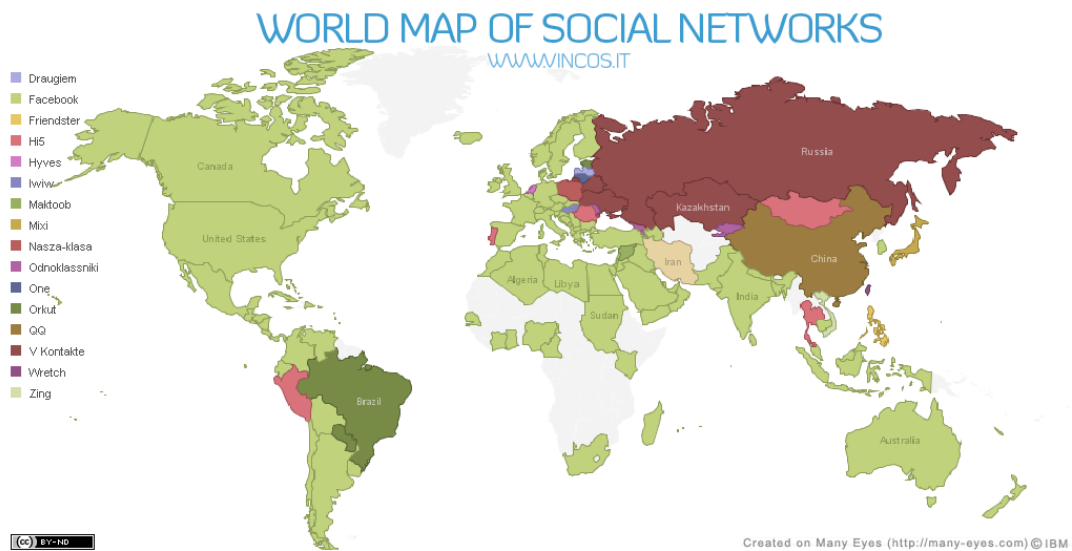 WORLD MAP OF SOCIAL NETWORKS
WWW.VINCOS.IT
Draugiem
Facebook
Friendster
Hi5
Hyves
Iwiw
Maktoob
Mixi
Nasza-klasa
Odnoklassniki
One
Orkut
QQ
V Kontakte
Wretch
Zing
Canada
United States
Brazil
Algeria
Libya
Sudan
Iran
India
Kazakhstan
Russia
China
Australia
cc BY-ND
Created on Many Eyes (http://many-eyes.com) © IBM